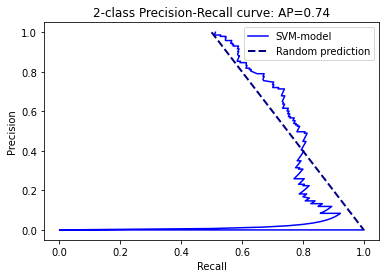 2-class Precision-Recall curve: AP=0.74
SVM-model
Random prediction
Precision
1.0
0.8
0.6
0.4
0.2
0.0
0.0 0.2 0.4 0.6 0.8 1.0
Recall